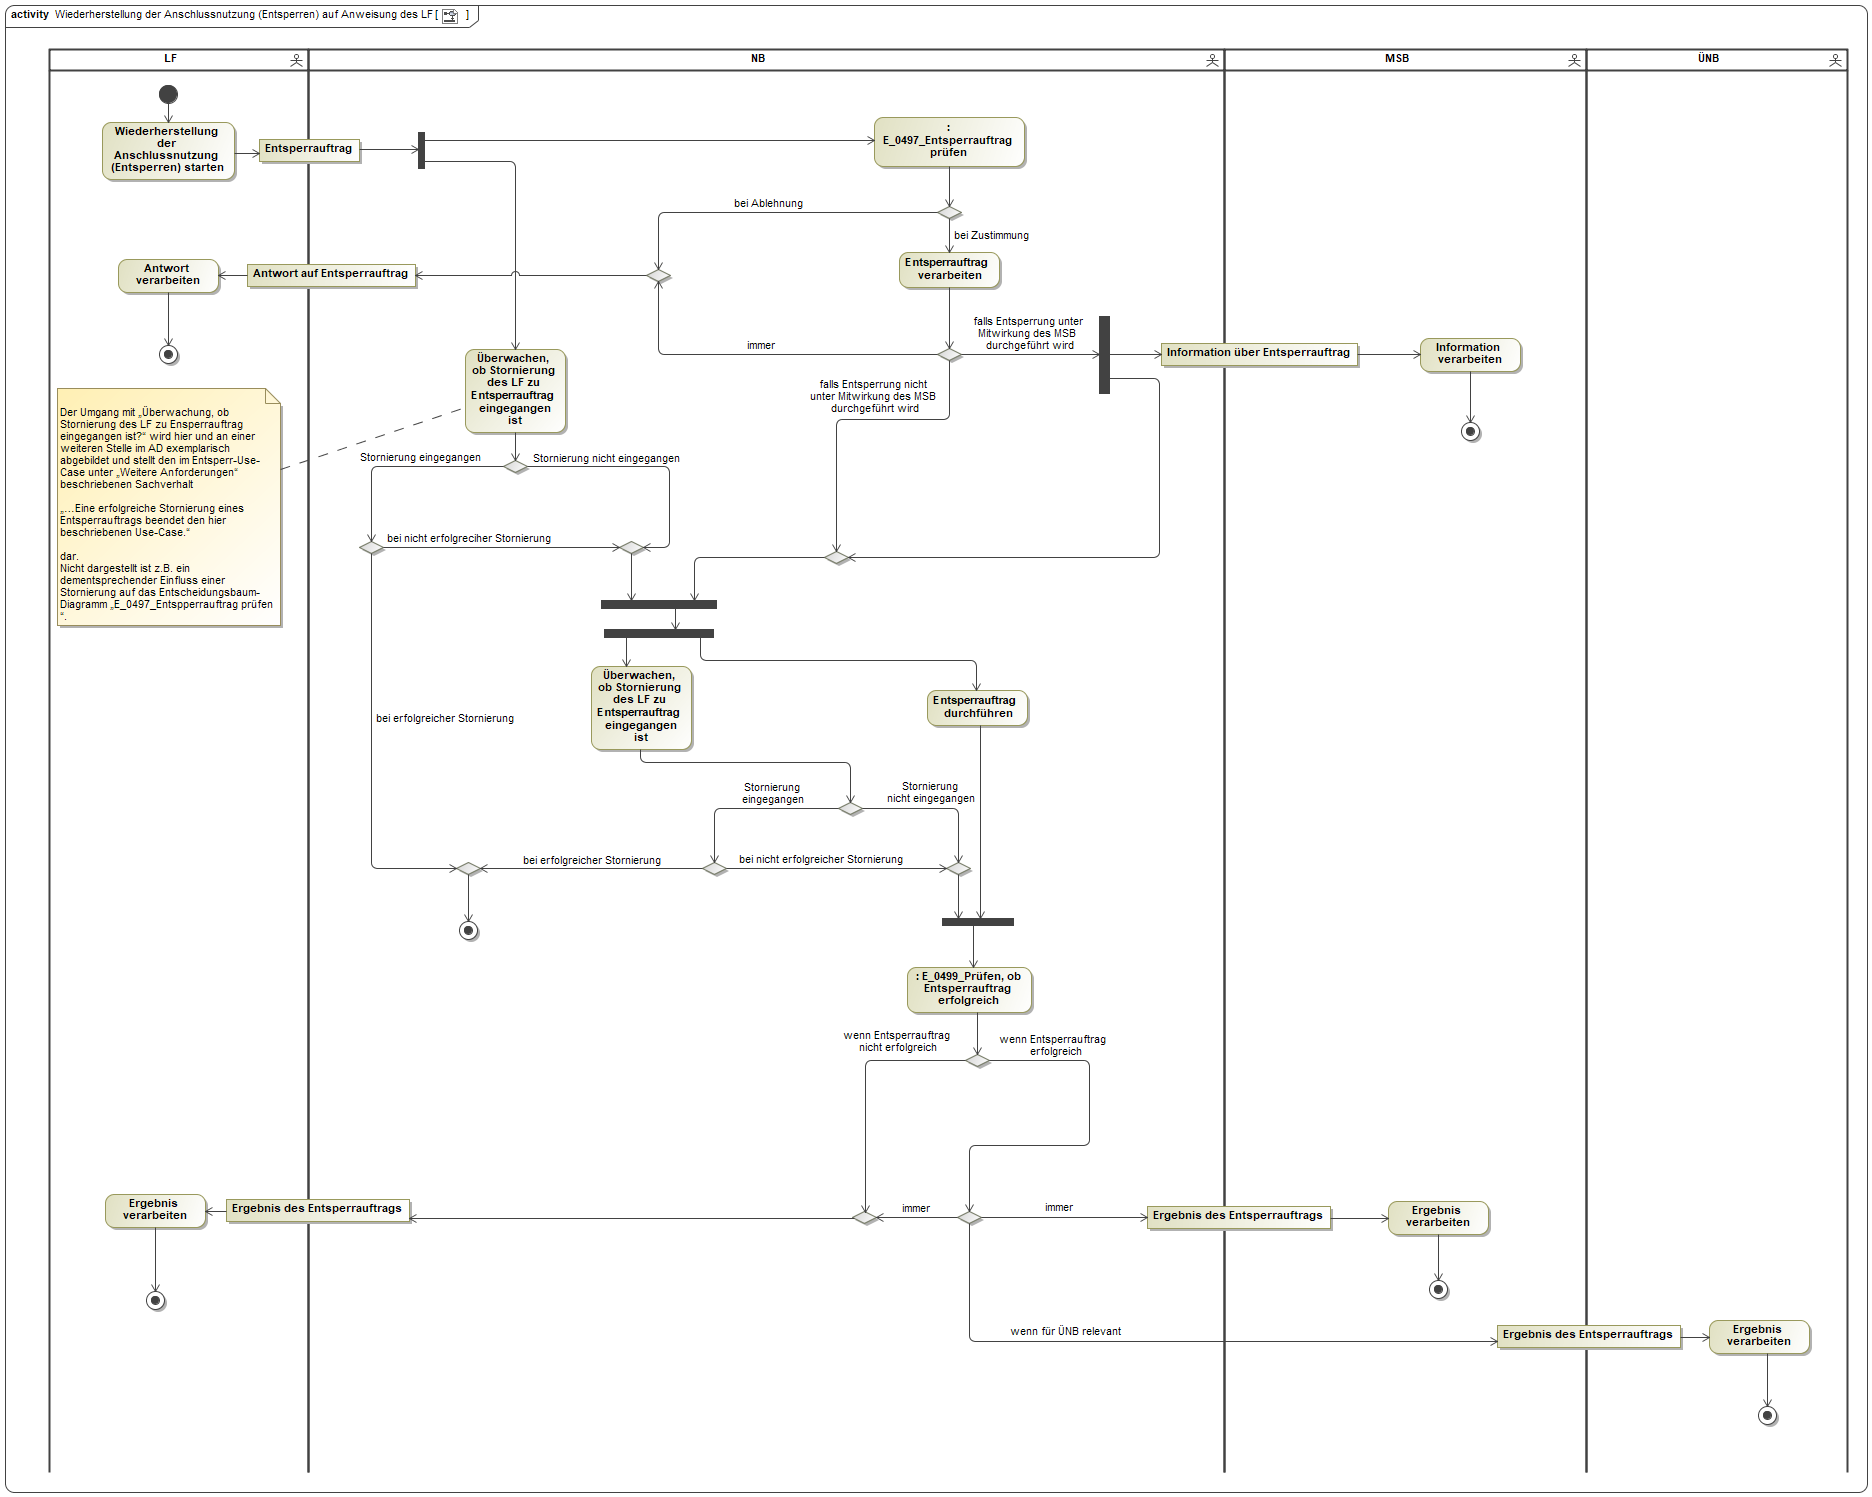 activity Wiederherstellung der Anschlussnutzung (Entsperren) auf Anweisung des LF [ ]
LF
NB
MSB
ÜNB
Wiederherstellung
der
Anschlussnutzung
(Entsperren) starten
Entsperrauftrag
:
E_0497_Entsperrauftrag
prüfen
bei Ablehnung
bei Zustimmung
Entsperrauftrag
verarbeiten
Antwort
verarbeiten
Antwort auf Entsperrauftrag
immer
falls Entsperrung unter
Mitwirkung des MSB
durchgeführt wird
Information über Entsperrauftrag
Information
verarbeiten
falls Entsperrung nicht
unter Mitwirkung des MSB
durchgeführt wird
Überwachen,
ob Stornierung
des LF zu
Entsperrauftrag
eingegangen
ist
Der Umgang mit „Überwachung, ob
Stornierung des LF zu Ensperrauftrag
eingegangen ist?“ wird hier und an einer
weiteren Stelle im AD exemplarisch
abgebildet und stellt den im Entsperr-Use-
Case unter „Weitere Anforderungen“
beschriebenen Sachverhalt
„...Eine erfolgreiche Stornierung eines
Entsperrauftrags beendet den hier
beschriebenen Use-Case.“
dar.
Nicht dargestellt ist z.B. ein
dementsprechender Einfluss einer
Stornierung auf das Entscheidungsbaum-
Diagramm „E_0497_Entspperrauftrag prüfen
“.
Stornierung eingegangen
Stornierung nicht eingegangen
bei nicht erfolgreciher Stornierung
bei erfolgreicher Stornierung
Überwachen,
ob Stornierung
des LF zu
Entsperrauftrag
eingegangen
ist
Entsperrauftrag
durchführen
Stornierung
eingegangen
Stornierung
nicht eingegangen
bei erfolgreicher Stornierung
bei nicht erfolgreicher Stornierung
: E_0499_Prüfen, ob
Entsperrauftrag
erfolgreich
wenn Entsperrauftrag
nicht erfolgreich
wenn Entsperrauftrag
erfolgreich
Ergebnis
verarbeiten
Ergebnis des Entsperrauftrags
immer
immer
Ergebnis des Entsperrauftrags
Ergebnis
verarbeiten
wenn für ÜNB relevant
Ergebnis des Entsperrauftrags
Ergebnis
verarbeiten